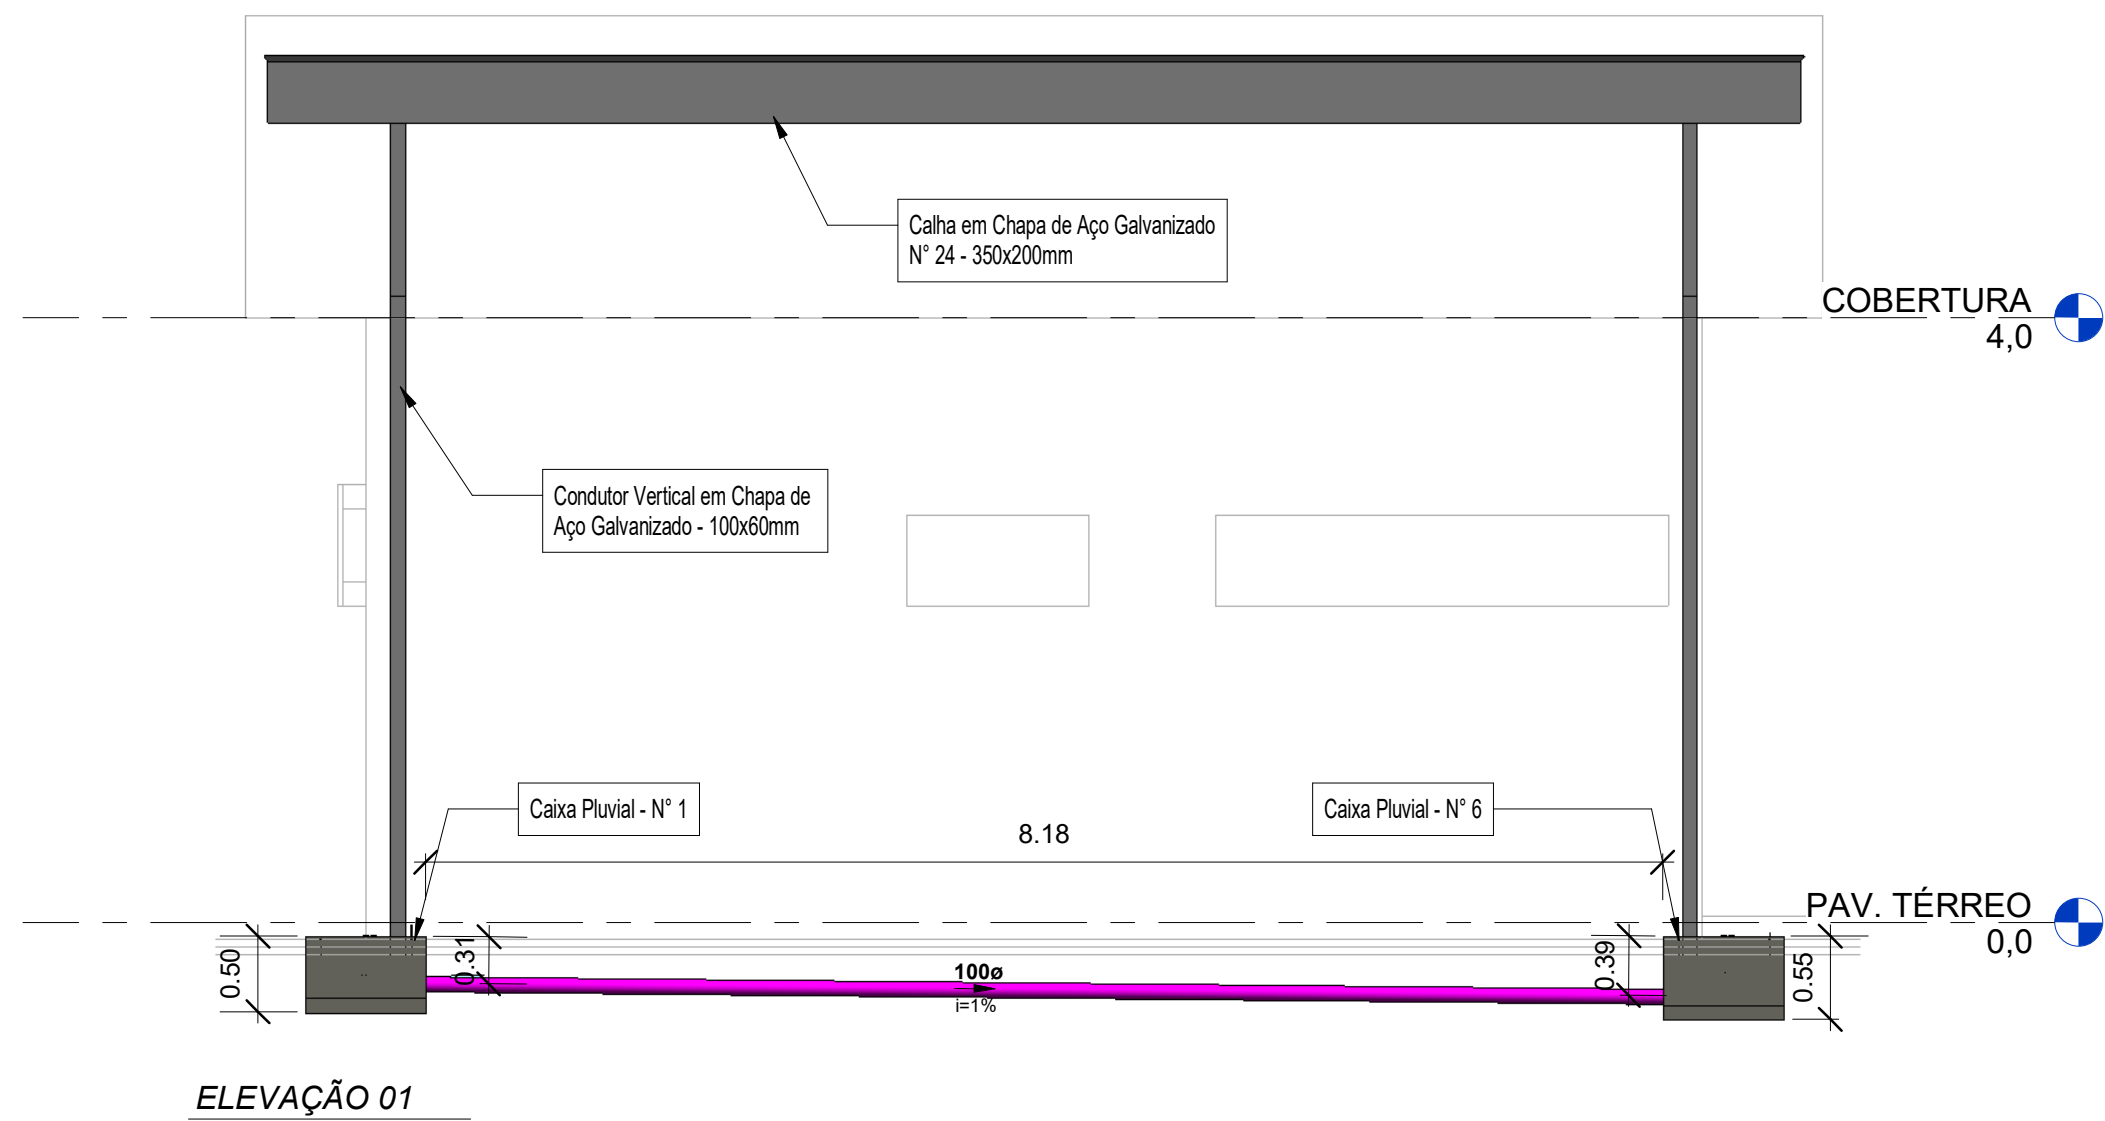 Calha em Chapa de Aço Galvanizado
N° 24 - 350x200mm
COBERTURA
4,0
Condutor Vertical em Chapa de
Aço Galvanizado - 100x60mm
Caixa Pluvial - N° 1
Caixa Pluvial - N° 6
8.18
PAV. TÉRREO
0,0
0.50
0.31
100ø
i=1%
0.39
0.55
ELEVAÇÃO 01